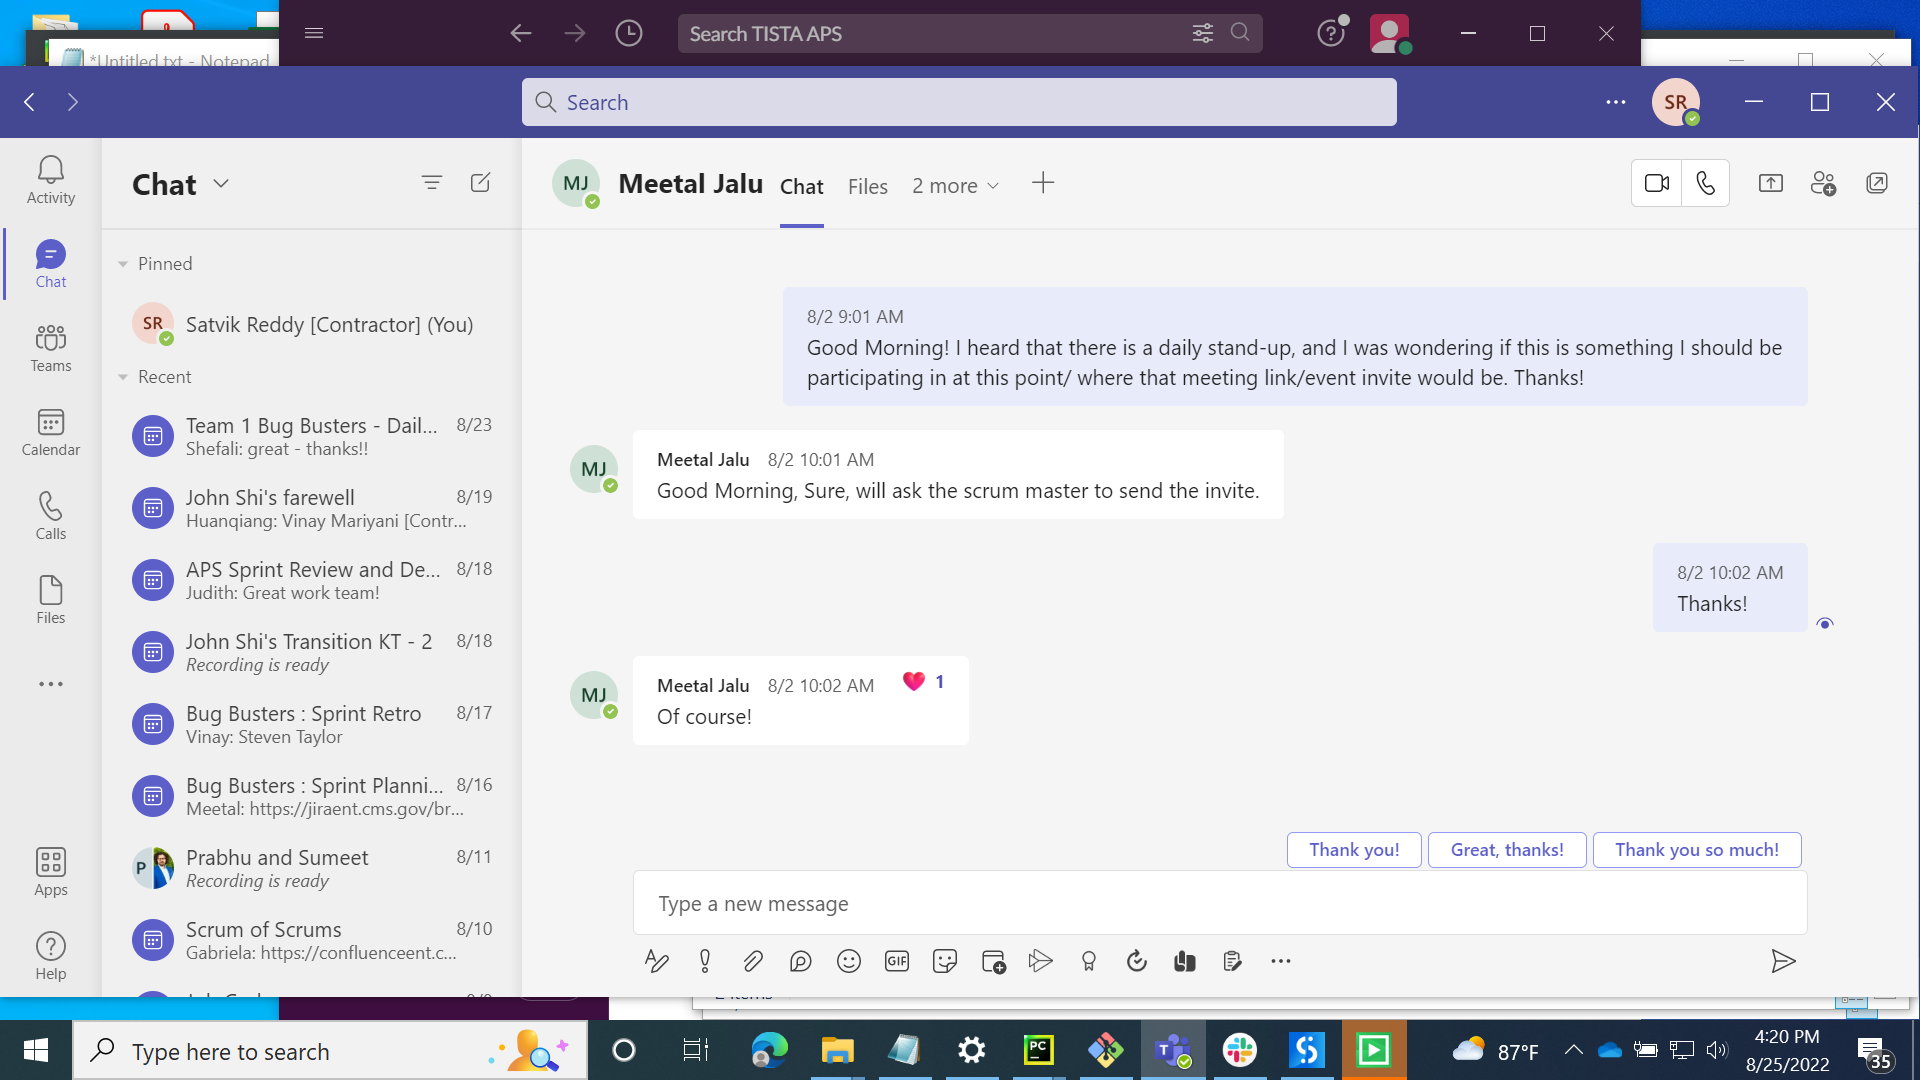 Search TISTA APS
*Untitled.txt - Notepad
Search
SR
Activity
Chat
Teams
Calendar
Calls
Files
Apps
Help
Chat
Pinned
SR
Satvik Reddy [Contractor] (You)
Recent
Team 1 Bug Busters - Dail... 8/23
Shefali: great - thanks!!
John Shi's farewell 8/19
Huanqiang: Vinay Mariyani [Contr...
APS Sprint Review and De... 8/18
Judith: Great work team!
John Shi's Transition KT - 2 8/18
Recording is ready
Bug Busters : Sprint Retro 8/17
Vinay: Steven Taylor
Bug Busters : Sprint Planni... 8/16
Meetal: https://jiraent.cms.gov/br...
P
Prabhu and Sumeet 8/11
Recording is ready
Scrum of Scrums 8/10
Gabriela: https://confluenceent.c...
MJ
Meetal Jalu
Chat
Files
2 more
8/2 9:01 AM
Good Morning! I heard that there is a daily stand-up, and I was wondering if this is something I should be
participating in at this point/ where that meeting link/event invite would be. Thanks!
MJ
Meetal Jalu 8/2 10:01 AM
Good Morning, Sure, will ask the scrum master to send the invite.
8/2 10:02 AM
Thanks!
MJ
Meetal Jalu 8/2 10:02 AM 1
Of course!
Thank you!
Great, thanks!
Thank you so much!
Type a new message
GIF
Type here to search
PC
T
87°F
4:20 PM
8/25/2022
35